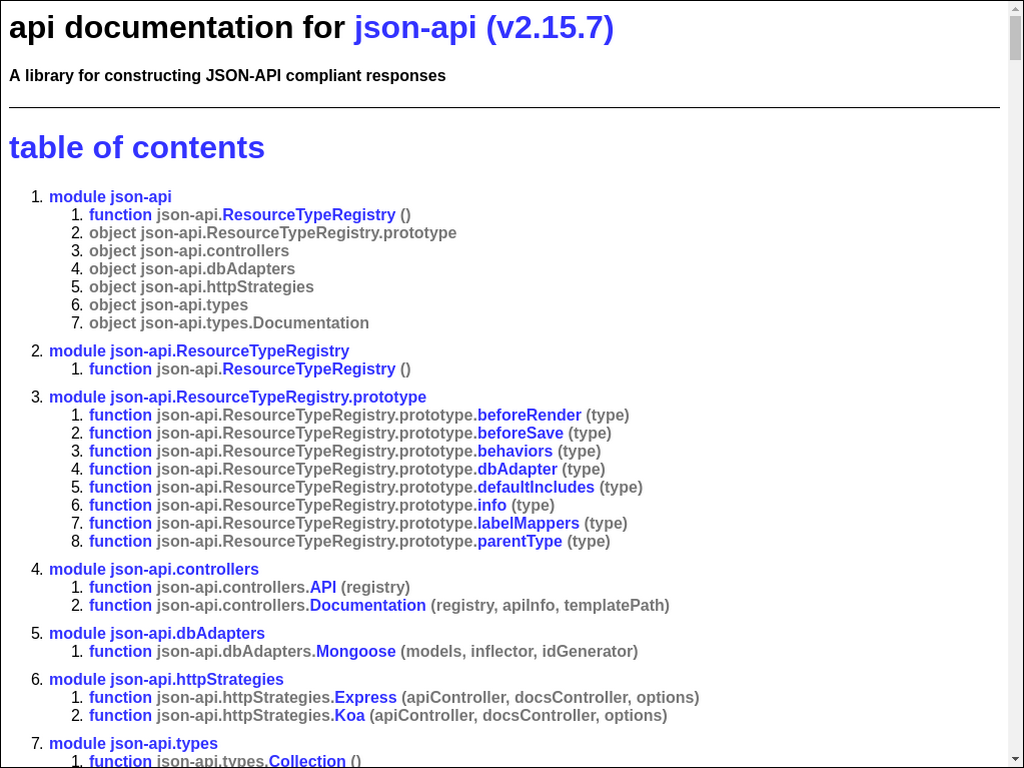 api documentation for json-api (v2.15.7)
A library for constructing JSON-API compliant responses
table of contents
1. module json-api
1. function json-api.ResourceTypeRegistry ()
2. object json-api.ResourceTypeRegistry.prototype
3. object json-api.controllers
4. object json-api.dbAdapters
5. object json-api.httpStrategies
6. object json-api.types
7. object json-api.types.Documentation
2. module json-api.ResourceTypeRegistry
1. function json-api.ResourceTypeRegistry ()
3. module json-api.ResourceTypeRegistry.prototype
1. function json-api.ResourceTypeRegistry.prototype.beforeRender (type)
2. function json-api.ResourceTypeRegistry.prototype.beforeSave (type)
3. function json-api.ResourceTypeRegistry.prototype.behaviors (type)
4. function json-api.ResourceTypeRegistry.prototype.dbAdapter (type)
5. function json-api.ResourceTypeRegistry.prototype.defaultIncludes (type)
6. function json-api.ResourceTypeRegistry.prototype.info (type)
7. function json-api.ResourceTypeRegistry.prototype.labelMappers (type)
8. function json-api.ResourceTypeRegistry.prototype.parentType (type)
4. module json-api.controllers
1. function json-api.controllers.API (registry)
2. function json-api.controllers.Documentation (registry, apiInfo, templatePath)
5. module json-api.dbAdapters
1. function json-api.dbAdapters.Mongoose (models, inflector, idGenerator)
6. module json-api.httpStrategies
1. function json-api.httpStrategies.Express (apiController, docsController, options)
2. function json-api.httpStrategies.Koa (apiController, docsController, options)
7. module json-api.types
1. function json-api.types.Collection ()